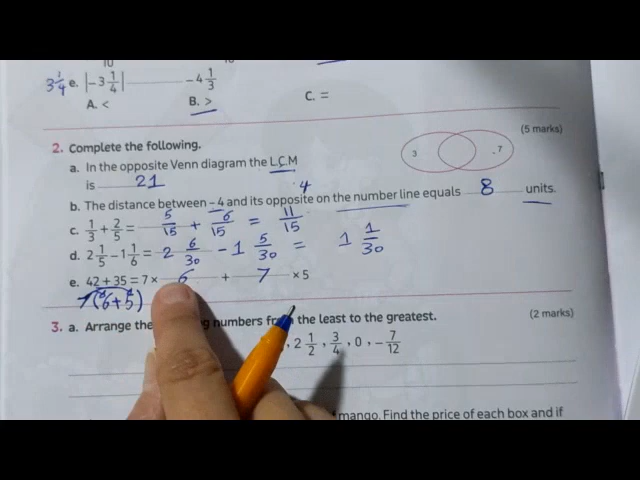 10
3 1/4 e. |-3 1/4| -4 1/3
A. < B. > C. =
2. Complete the following. (5 marks)
a. In the opposite Venn diagram the L.C.M 3 7
is 21
4
b. The distance between -4 and its opposite on the number line equals 8 units.
c. 1/3 + 2/5 = 5/15 + 6/15 = 11/15
d. 2 1/5 - 1 1/6 = 2 6/30 - 1 5/30 = 1 1/30
e. 42 + 35 = 7 × 6 + 7 × 5
7(6+5)
3. a. Arrange the numbers from the least to the greatest. (2 marks)
, 2 1/2 , 3/4 , 0 , - 7/12
mango. Find the price of each box and if